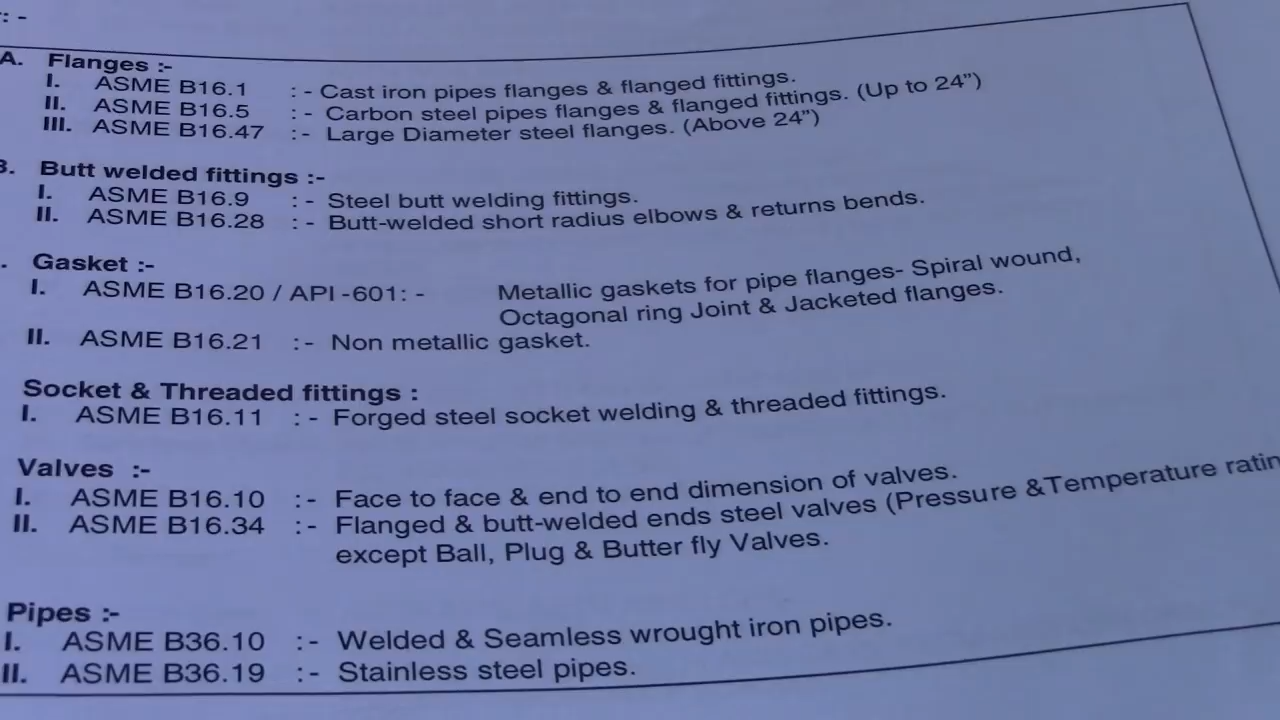 : -
A. Flanges :-
I. ASME B16.1 : - Cast iron pipes flanges & flanged fittings.
II. ASME B16.5 : - Carbon steel pipes flanges & flanged fittings. (Up to 24")
III. ASME B16.47 : - Large Diameter steel flanges. (Above 24")
B. Butt welded fittings :-
I. ASME B16.9 : - Steel butt welding fittings.
II. ASME B16.28 : - Butt-welded short radius elbows & returns bends.
. Gasket :-
I. ASME B16.20 / API -601: - Metallic gaskets for pipe flanges- Spiral wound,
Octagonal ring Joint & Jacketed flanges.
II. ASME B16.21 : - Non metallic gasket.
Socket & Threaded fittings :
I. ASME B16.11 : - Forged steel socket welding & threaded fittings.
Valves :-
I. ASME B16.10 : - Face to face & end to end dimension of valves.
II. ASME B16.34 : - Flanged & butt-welded ends steel valves (Pressure &Temperature ratin
except Ball, Plug & Butter fly Valves.
Pipes :-
I. ASME B36.10 : - Welded & Seamless wrought iron pipes.
II. ASME B36.19 : - Stainless steel pipes.